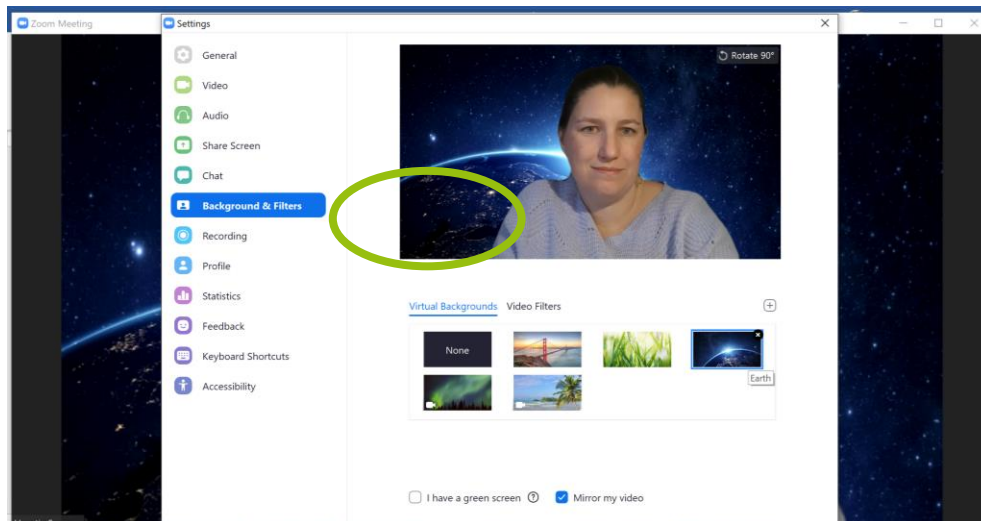 Zoom Meeting
Settings
General
Video
Audio
Share Screen
Chat
Background & Filters
Recording
Profile
Statistics
Feedback
Keyboard Shortcuts
Accessibility
Rotate 90°
Virtual Backgrounds Video Filters
None
Earth
I have a green screen
Mirror my video